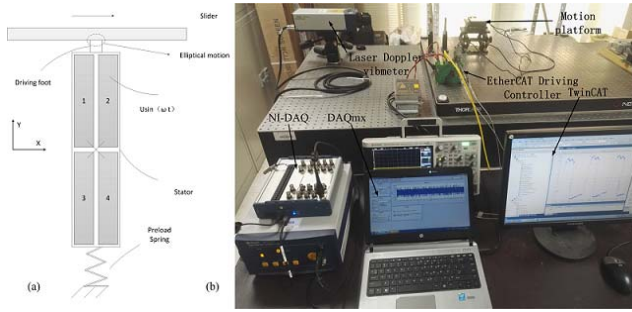 Slider
Elliptical motion
Driving foot
1
2
Usin（ωt）
Y
X
Stator
3
4
Preload
Spring
(a)
(b)
Motion
platform
Laser Doppler
vibmeter
EtherCAT Driving
Controller
TwinCAT
THOR
NI-DAQ
DAQmx